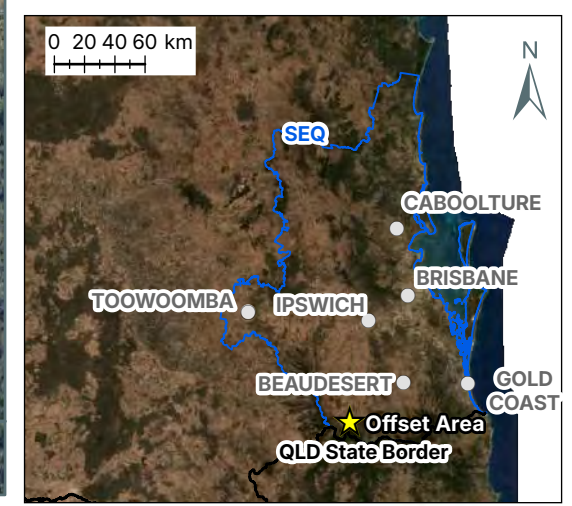 0 20 40 60 km
N
SEQ
CABOOLTURE
BRISBANE
TOOWOOMBA
IPSWICH
BEAUDESERT
GOLD
COAST
Offset Area
QLD State Border